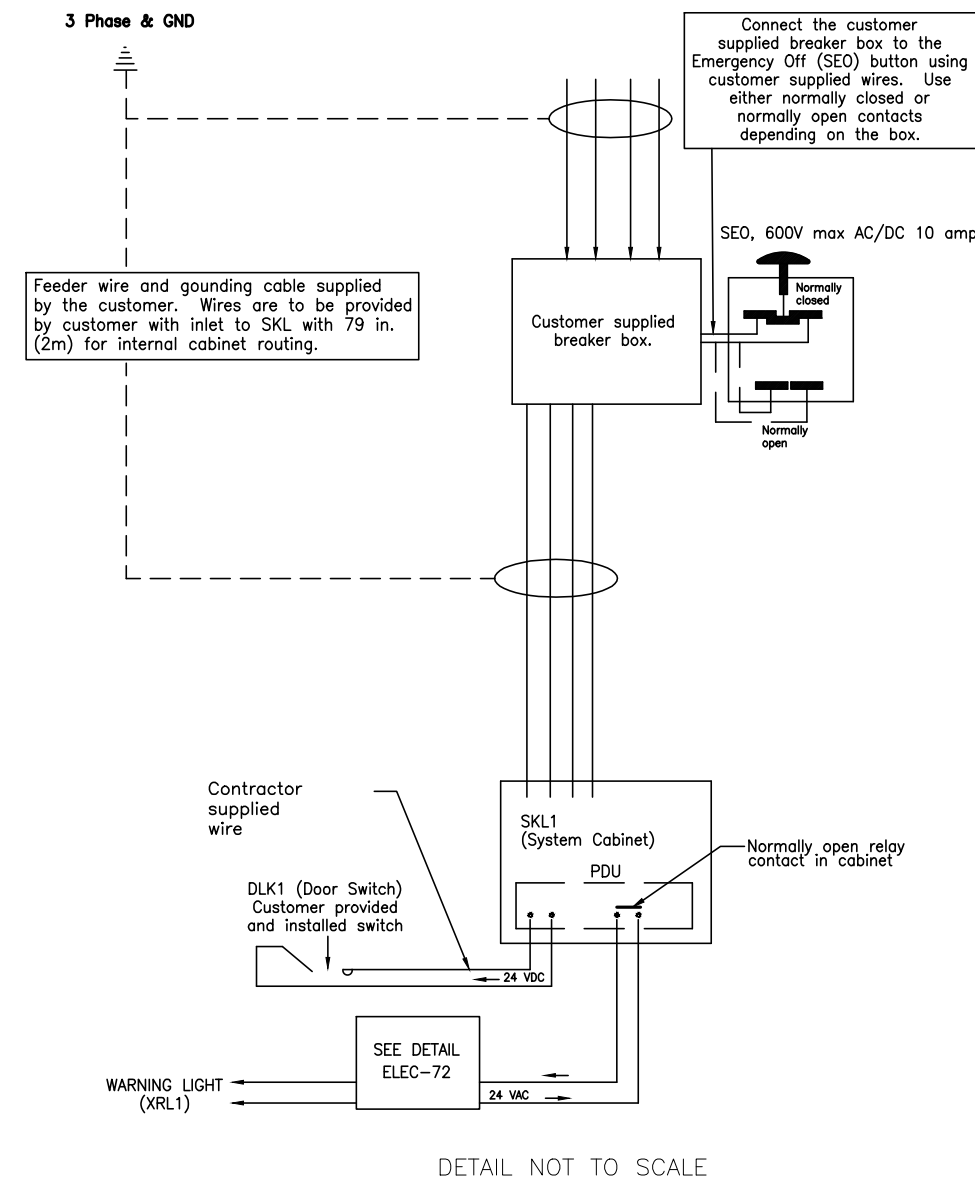 3 Phase & GND
Connect the customer
supplied breaker box to the
Emergency Off (SEO) button using
customer supplied wires. Use
either normally closed or
normally open contacts
depending on the box.
SEO, 600V max AC/DC 10 amp
Normally
closed
Feeder wire and gounding cable supplied
by the customer. Wires are to be provided
by customer with inlet to SKL with 79 in.
(2m) for internal cabinet routing.
Customer supplied
breaker box.
Normally
open
Contractor
supplied
wire
SKL1
(System Cabinet)
PDU
Normally open relay
contact in cabinet
DLK1 (Door Switch)
Customer provided
and installed switch
24 VDC
SEE DETAIL
ELEC-72
24 VAC
WARNING LIGHT
(XRL1)
DETAIL NOT TO SCALE